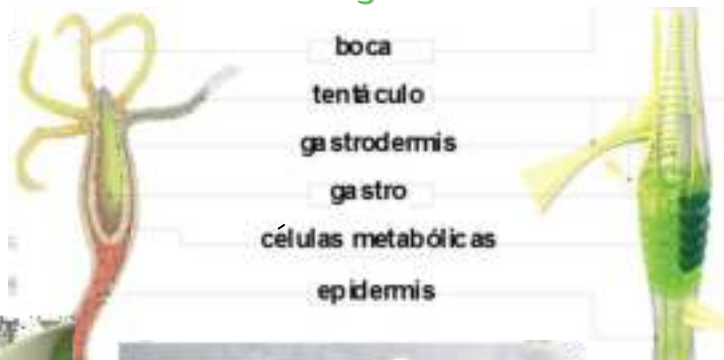 boca
tentáculo
gastrodermis
gastro
células metabólicas
epidermis